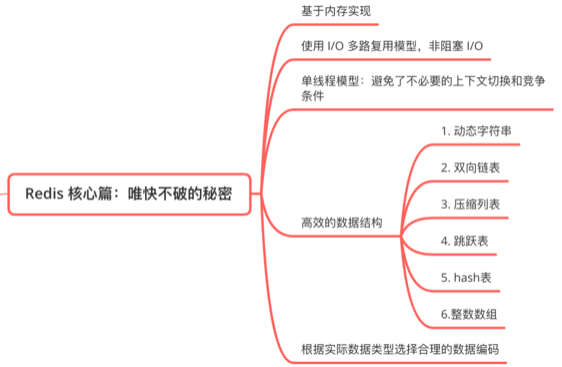 基于内存实现
使用 I/O 多路复用模型，非阻塞 I/O
单线程模型：避免了不必要的上下文切换和竞争
条件
Redis 核心篇：唯快不破的秘密
高效的数据结构
1. 动态字符串
2. 双向链表
3. 压缩列表
4. 跳跃表
5. hash表
6.整数数组
根据实际数据类型选择合理的数据编码